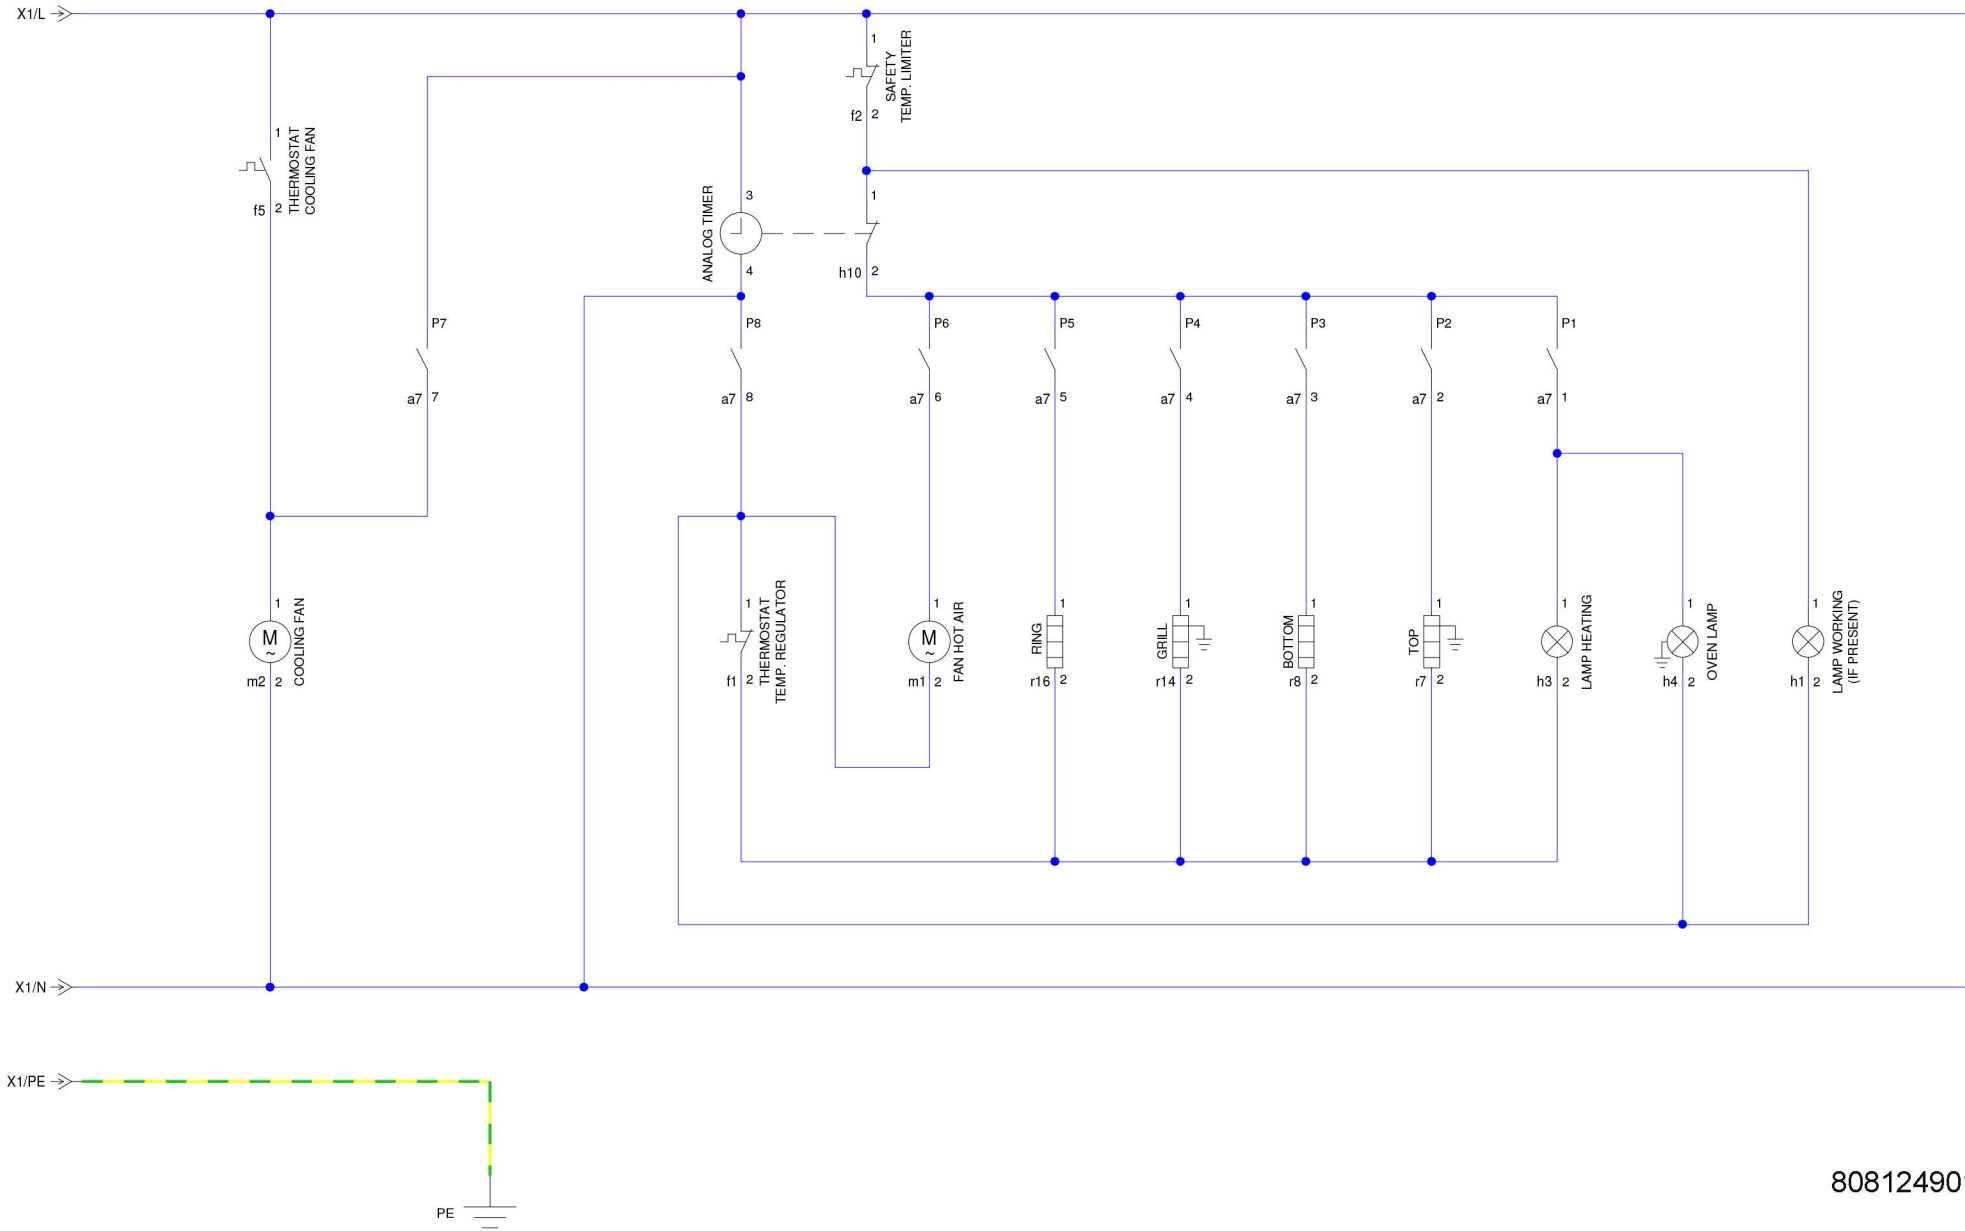 X1/L
1
SAFETY
TEMP. LIMITER
f2 2
1
THERMOSTAT
COOLING FAN
f5 2
3
ANALOG TIMER
4
1
h10 2
P7
a7 7
P8
a7 8
P6
a7 6
P5
a7 5
P4
a7 4
P3
a7 3
P2
a7 2
P1
a7 1
1
M
~
m2 2
COOLING FAN
1
f1 2
THERMOSTAT
TEMP. REGULATOR
1
M
~
m1 2
FAN HOT AIR
1
RING
r16 2
1
GRILL
r14 2
1
BOTTOM
r8 2
1
TOP
r7 2
1
h3 2
LAMP HEATING
1
h4 2
OVEN LAMP
1
h1 2
LAMP WORKING
(IF PRESENT)
X1/N
X1/PE
PE
80812490